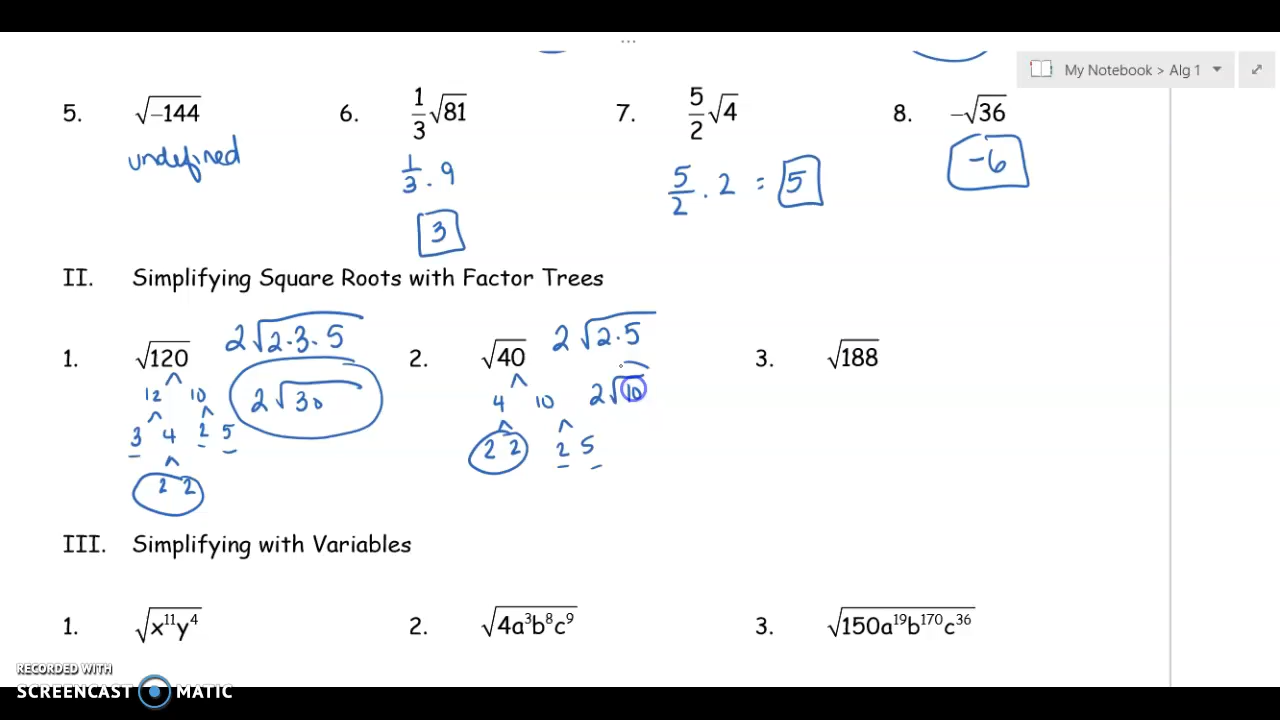 ...
My Notebook > Alg 1
5. √-144 6. 1/3 √81 7. 5/2 √4 8. -√36
undefined 1/3 · 9 5/2 · 2 = 5 -6
3
II. Simplifying Square Roots with Factor Trees
1. √120 2√2·3·5 2. √40 2√2·5 3. √188
12 10 2√30 4 10 2√10
3 4 2 5 2 2 2 5
2 2
III. Simplifying with Variables
1. √x¹¹y⁴ 2. √4a³b⁸c⁹ 3. √150a¹⁹b¹⁷⁰c³⁶
RECORDED WITH
SCREENCAST MATIC